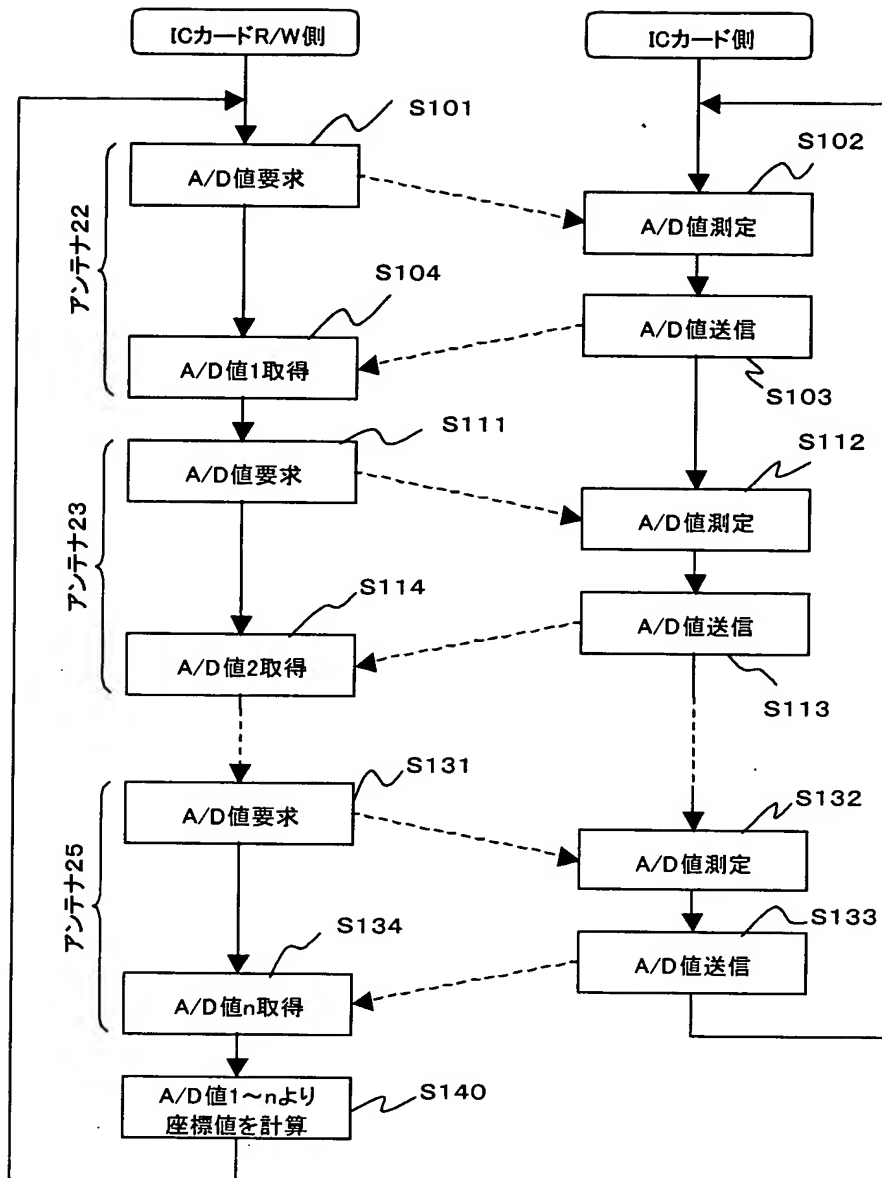 ICカードR/W側
ICカード側
S101
A/D値要求
S102
A/D値測定
アンテナ22
S104
A/D値送信
A/D値1取得
S103
S111
A/D値要求
S112
A/D値測定
アンテナ23
S114
A/D値送信
A/D値2取得
S113
S131
A/D値要求
S132
A/D値測定
アンテナ25
S134
S133
A/D値送信
A/D値n取得
A/D値1～nより
座標値を計算
S140